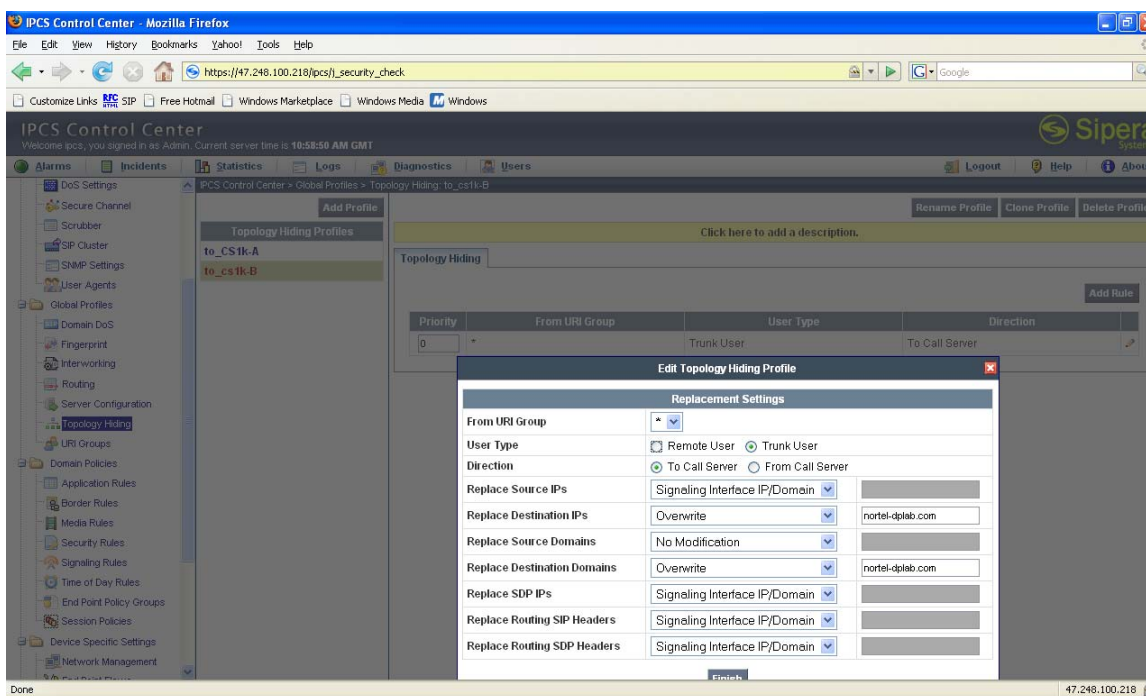 IPCS Control Center - Mozilla Firefox
File Edit View History Bookmarks Yahoo! Tools Help
https://47.248.100.218/ipcs/j_security_check
Google
Customize Links RFC HTML SIP Free Hotmail Windows Marketplace Windows Media Windows
IPCS Control Center
Welcome ipcs, you signed in as Admin. Current server time is 10:58:50 AM GMT
Sipera
Systems
Alarms Incidents Statistics Logs Diagnostics Users Logout Help Abou
DoS Settings
Secure Channel
Scrubber
SIP Cluster
SNMP Settings
User Agents
Global Profiles
Domain DoS
Fingerprint
Interworking
Routing
Server Configuration
Topology Hiding
URI Groups
Domain Policies
Application Rules
Border Rules
Media Rules
Security Rules
Signaling Rules
Time of Day Rules
End Point Policy Groups
Session Policies
Device Specific Settings
Network Management
End Point Flows
IPCS Control Center > Global Profiles > Topology Hiding: to_cs1k-B
Add Profile
Topology Hiding Profiles
to_CS1k-A
to_cs1k-B
Rename Profile Clone Profile Delete Profile
Click here to add a description.
Topology Hiding
Add Rule
Priority From URI Group User Type Direction
0 * Trunk User To Call Server
Edit Topology Hiding Profile
Replacement Settings
From URI Group *
User Type Remote User Trunk User
Direction To Call Server From Call Server
Replace Source IPs Signaling Interface IP/Domain
Replace Destination IPs Overwrite nortel-dplab.com
Replace Source Domains No Modification
Replace Destination Domains Overwrite nortel-dplab.com
Replace SDP IPs Signaling Interface IP/Domain
Replace Routing SIP Headers Signaling Interface IP/Domain
Replace Routing SDP Headers Signaling Interface IP/Domain
Finish
Done 47.248.100.218